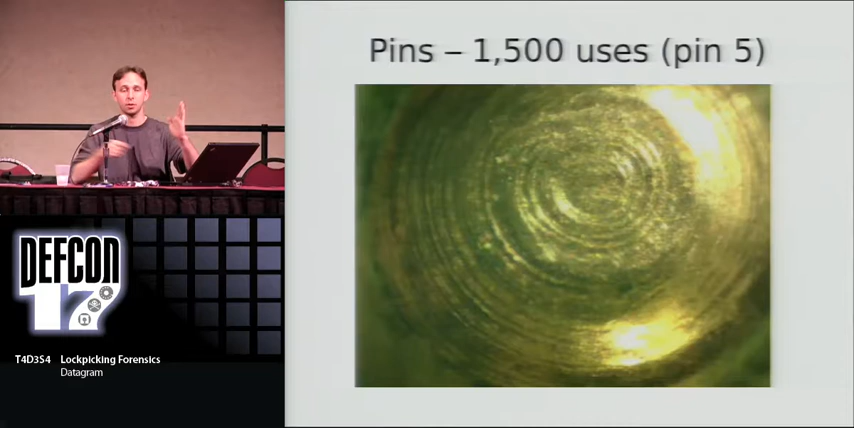 Pins – 1,500 uses (pin 5)
DEFCON
17
T4D3S4 Lockpicking Forensics
Datagram